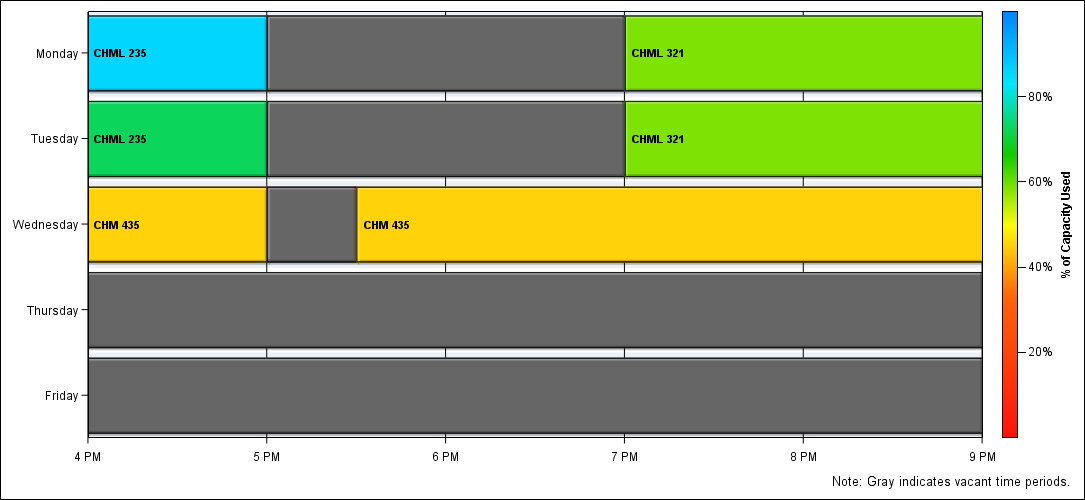 Monday
CHML 235
CHML 321
Tuesday
CHML 235
CHML 321
Wednesday
CHM 435
CHM 435
Thursday
Friday
4 PM
5 PM
6 PM
7 PM
8 PM
9 PM
80%
60%
40%
20%
% of Capacity Used
Note: Gray indicates vacant time periods.